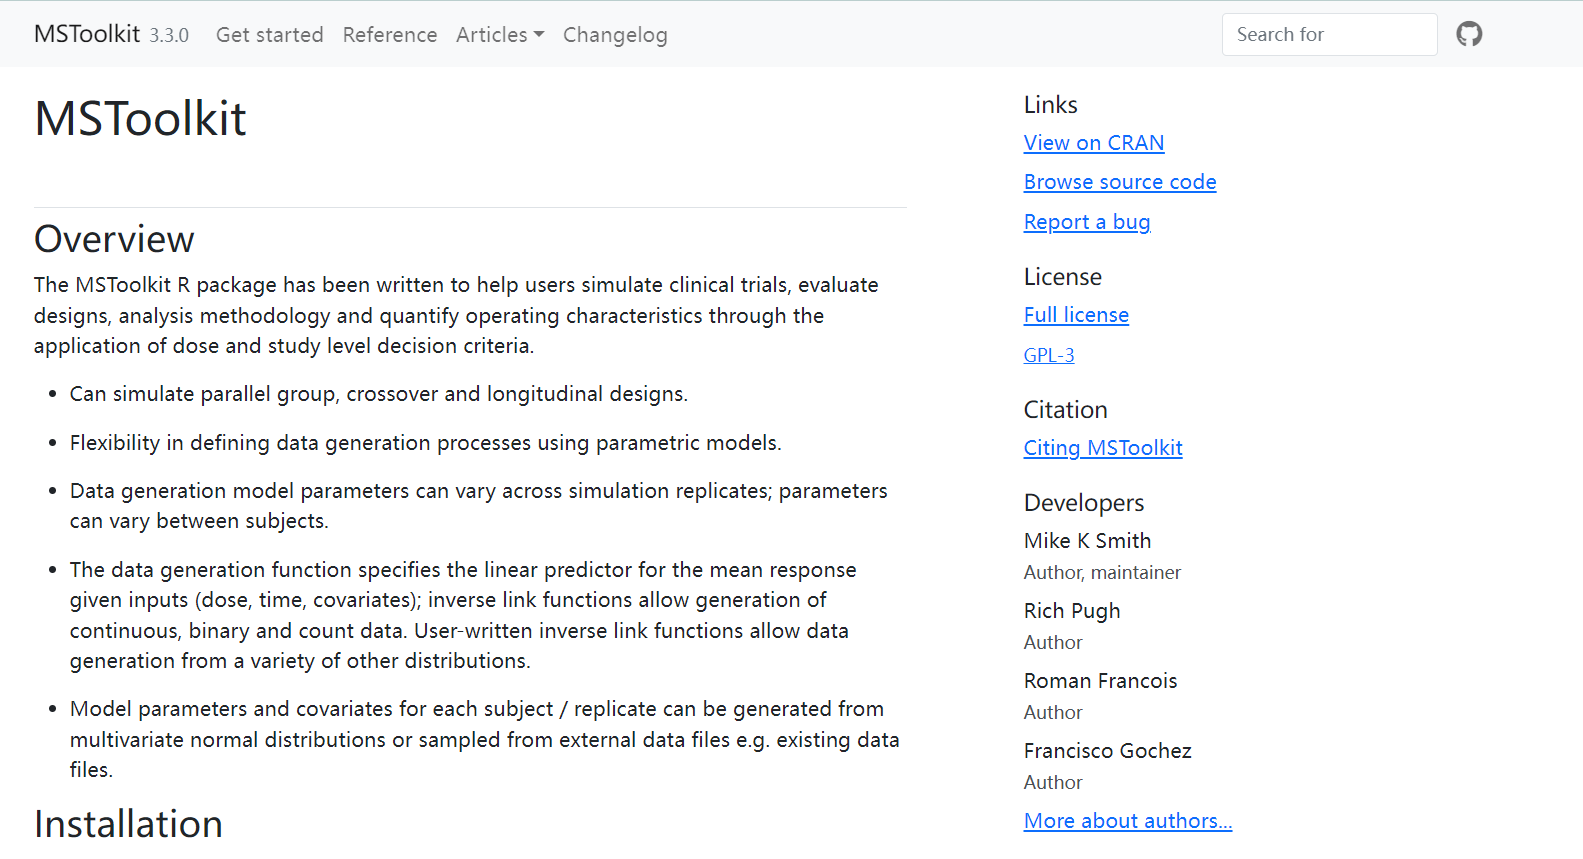 MSToolkit 3.3.0 Get started Reference Articles Changelog Search for
MSToolkit
Overview
The MSToolkit R package has been written to help users simulate clinical trials, evaluate
designs, analysis methodology and quantify operating characteristics through the
application of dose and study level decision criteria.
• Can simulate parallel group, crossover and longitudinal designs.
• Flexibility in defining data generation processes using parametric models.
• Data generation model parameters can vary across simulation replicates; parameters
can vary between subjects.
• The data generation function specifies the linear predictor for the mean response
given inputs (dose, time, covariates); inverse link functions allow generation of
continuous, binary and count data. User-written inverse link functions allow data
generation from a variety of other distributions.
• Model parameters and covariates for each subject / replicate can be generated from
multivariate normal distributions or sampled from external data files e.g. existing data
files.
Installation
Links
View on CRAN
Browse source code
Report a bug
License
Full license
GPL-3
Citation
Citing MSToolkit
Developers
Mike K Smith
Author, maintainer
Rich Pugh
Author
Roman Francois
Author
Francisco Gochez
Author
More about authors...